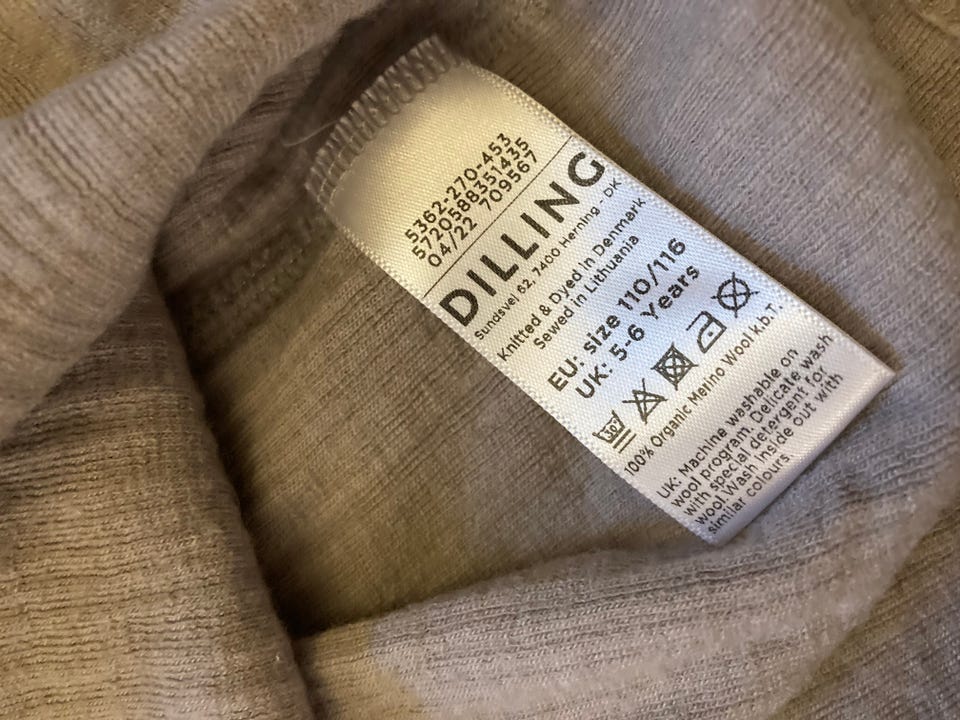 5362-270-453
5720588351435
04/22 709567
DILLING
Sundsvej 62, 7400 Herning - DK
Knitted & Dyed in Denmark
Sewed in Lithuania
EU: size 110/116
UK: 5-6 Years
30°
100% Organic Merino Wool k.b.T.
UK: Machine washable on
wool program. Delicate wash
with special detergent for
wool Wash inside out with
similar colours